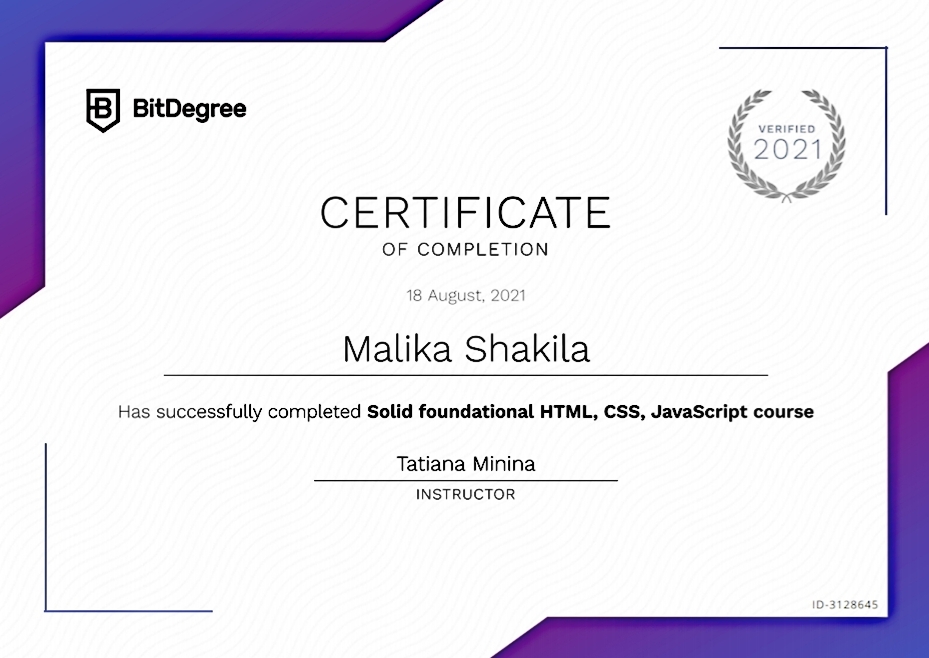 BitDegree
VERIFIED
2021
CERTIFICATE
OF COMPLETION
18 August, 2021
Malika Shakila
Has successfully completed Solid foundational HTML, CSS, JavaScript course
Tatiana Minina
INSTRUCTOR
ID-3128645